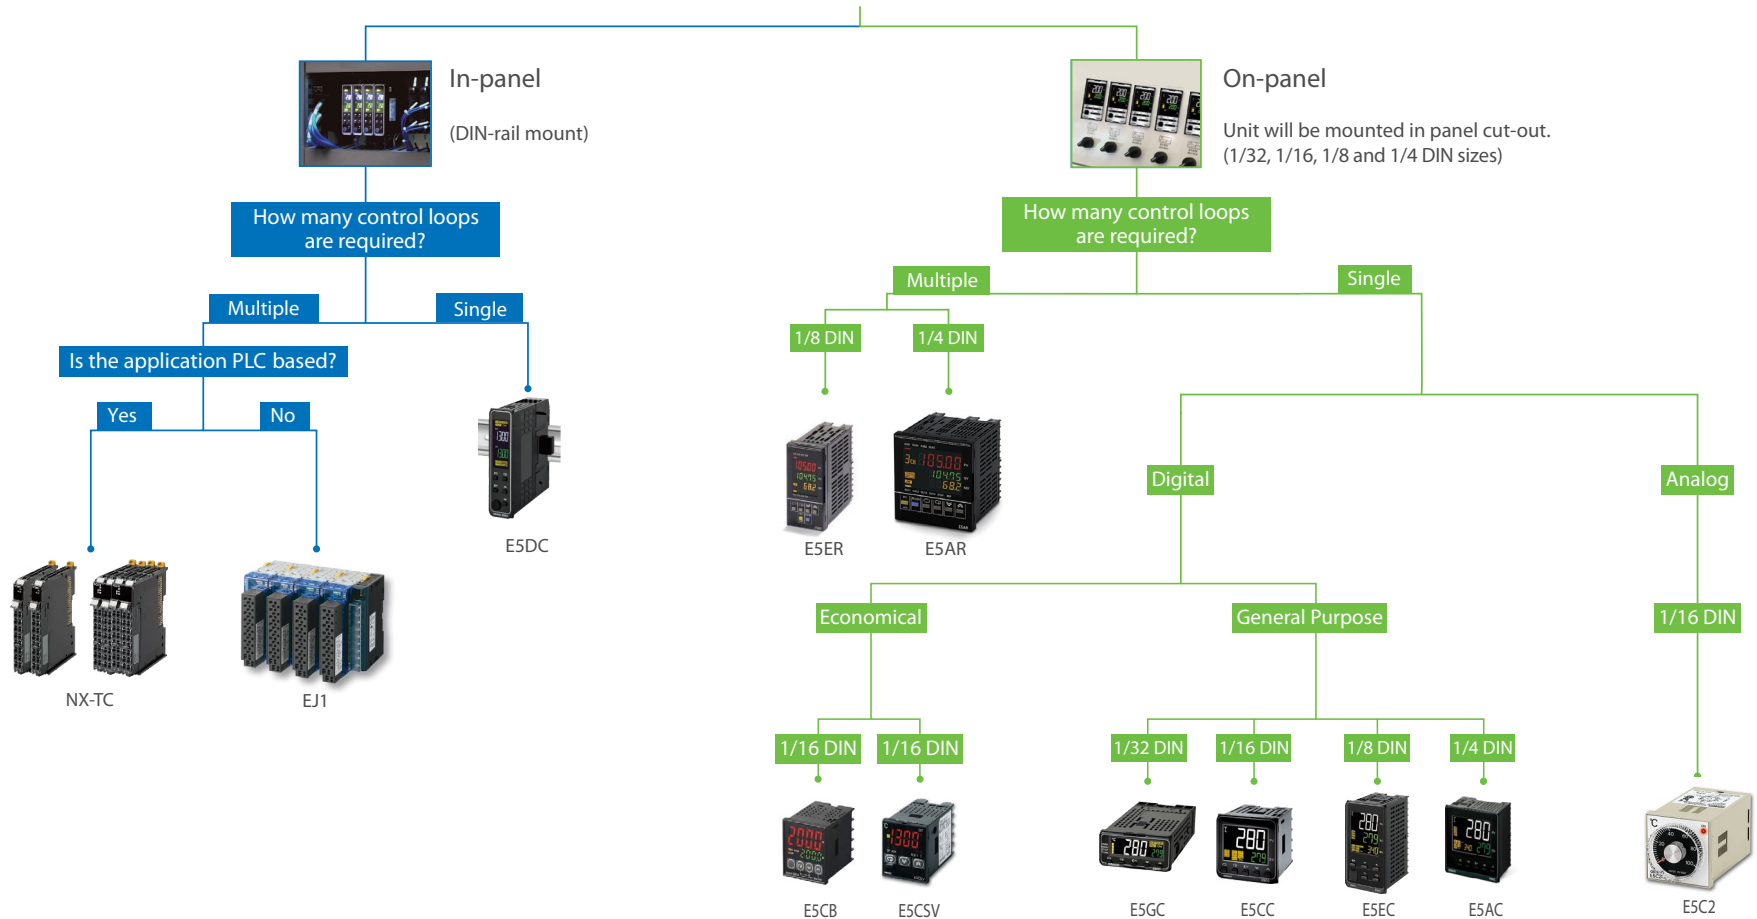 In-panel
(DIN-rail mount)
On-panel
Unit will be mounted in panel cut-out.
(1/32, 1/16, 1/8 and 1/4 DIN sizes)
How many control loops
are required?
How many control loops
are required?
Multiple
Single
Multiple
Single
1/8 DIN
1/4 DIN
Is the application PLC based?
Yes
No
E5DC
E5ER
E5AR
Digital
Analog
NX-TC
EJ1
Economical
General Purpose
1/16 DIN
1/16 DIN
1/16 DIN
1/32 DIN
1/16 DIN
1/8 DIN
1/4 DIN
E5CB
E5CSV
E5GC
E5CC
E5EC
E5AC
E5C2